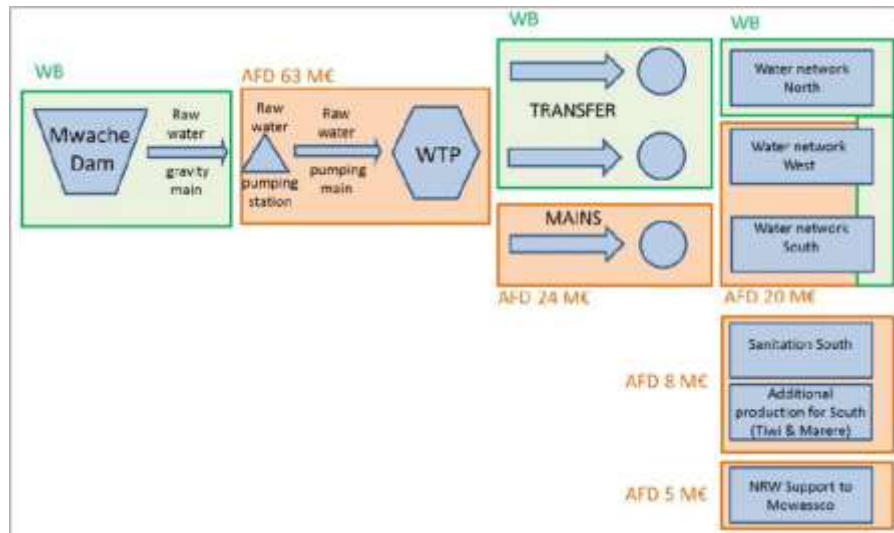 WB
AFD 63 M€
WB
WB
Mwache
Dam
Raw
water
gravity
main
Raw
water
pumping
station
Raw
water
pumping
main
WTP
TRANSFER
MAINS
AFD 24 M€
Water network
North
Water network
West
Water network
South
AFD 20 M€
AFD 8 M€
Sanitation South
Additional
production for South
(Tiwi & Marere)
AFD 5 M€
NRW Support to
Mowassco